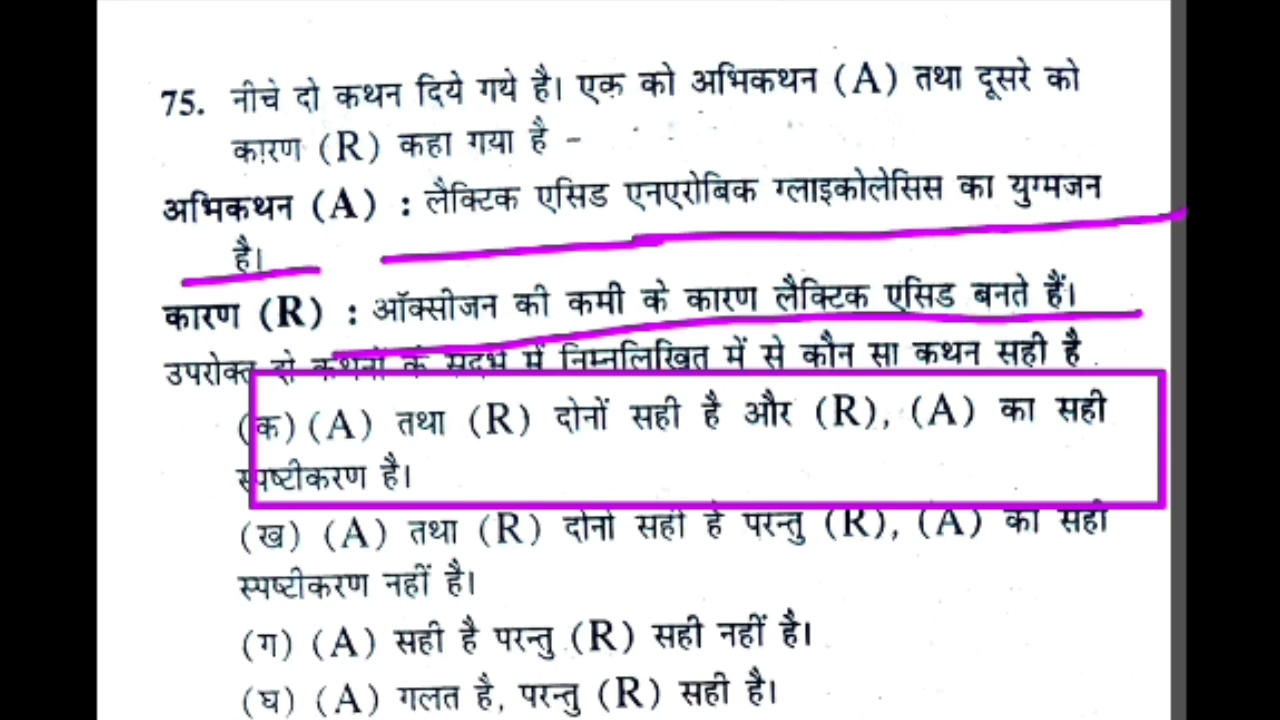 75. नीचे दो कथन दिये गये है। एक को अभिकथन (A) तथा दूसरे को
कारण (R) कहा गया है -
अभिकथन (A) : लैक्टिक एसिड एनएरोबिक ग्लाइकोलेसिस का युग्मजन
है।
कारण (R) : ऑक्सीजन की कमी के कारण लैक्टिक एसिड बनते हैं।
उपरोक्त दो कथनों के संदर्भ में निम्नलिखित में से कौन सा कथन सही है
(क) (A) तथा (R) दोनों सही है और (R), (A) का सही
स्पष्टीकरण है।
(ख) (A) तथा (R) दोनों सही है परन्तु (R), (A) का सही
स्पष्टीकरण नहीं है।
(ग) (A) सही है परन्तु (R) सही नहीं है।
(घ) (A) गलत है, परन्तु (R) सही है।